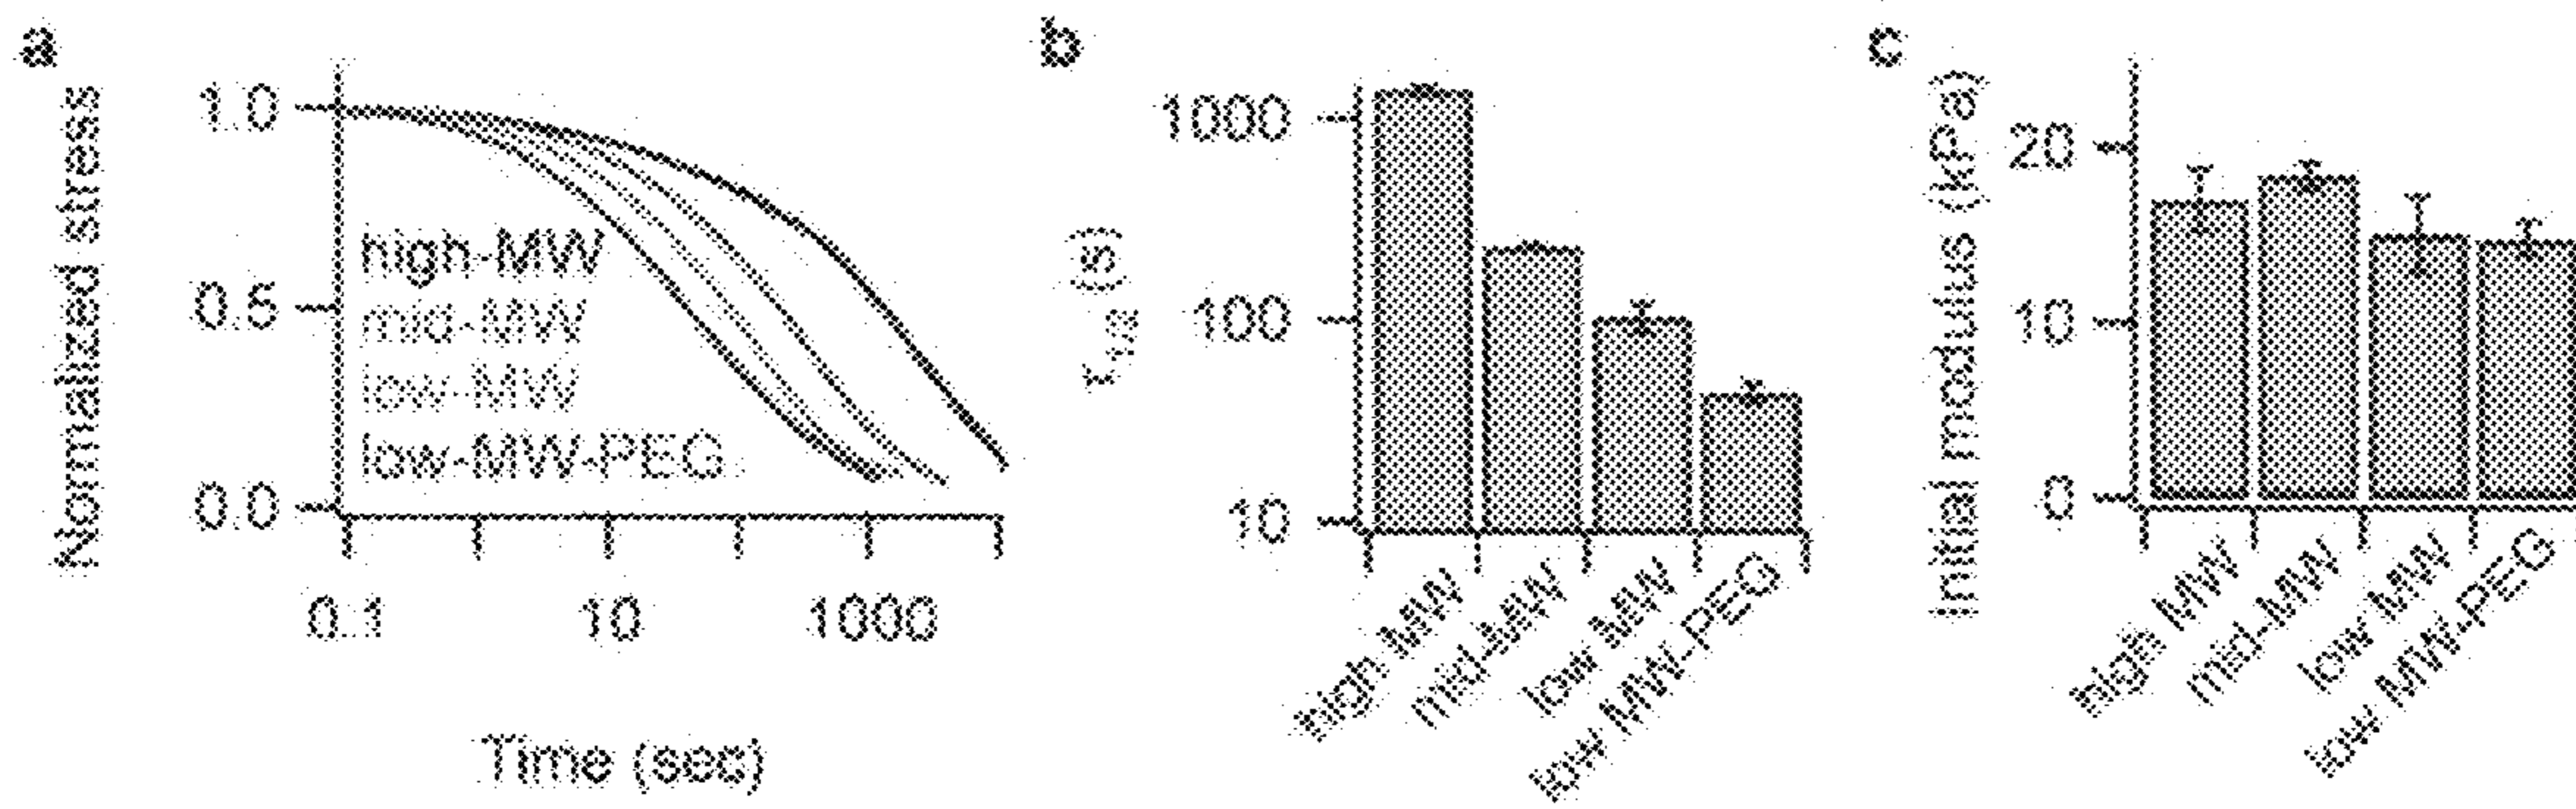 a
Normalized stress
1.0
0.5
0.0
high-MW
mid-MW
low-MW
low-MW-PEG
0.1 10 1000
Time (sec)
b
τ1/2 (s)
1000
100
10
high MW
mid-MW
low MW
low MW-PEG
c
Initial modulus (kPa)
20
10
0
high MW
mid-MW
low MW
low MW-PEG